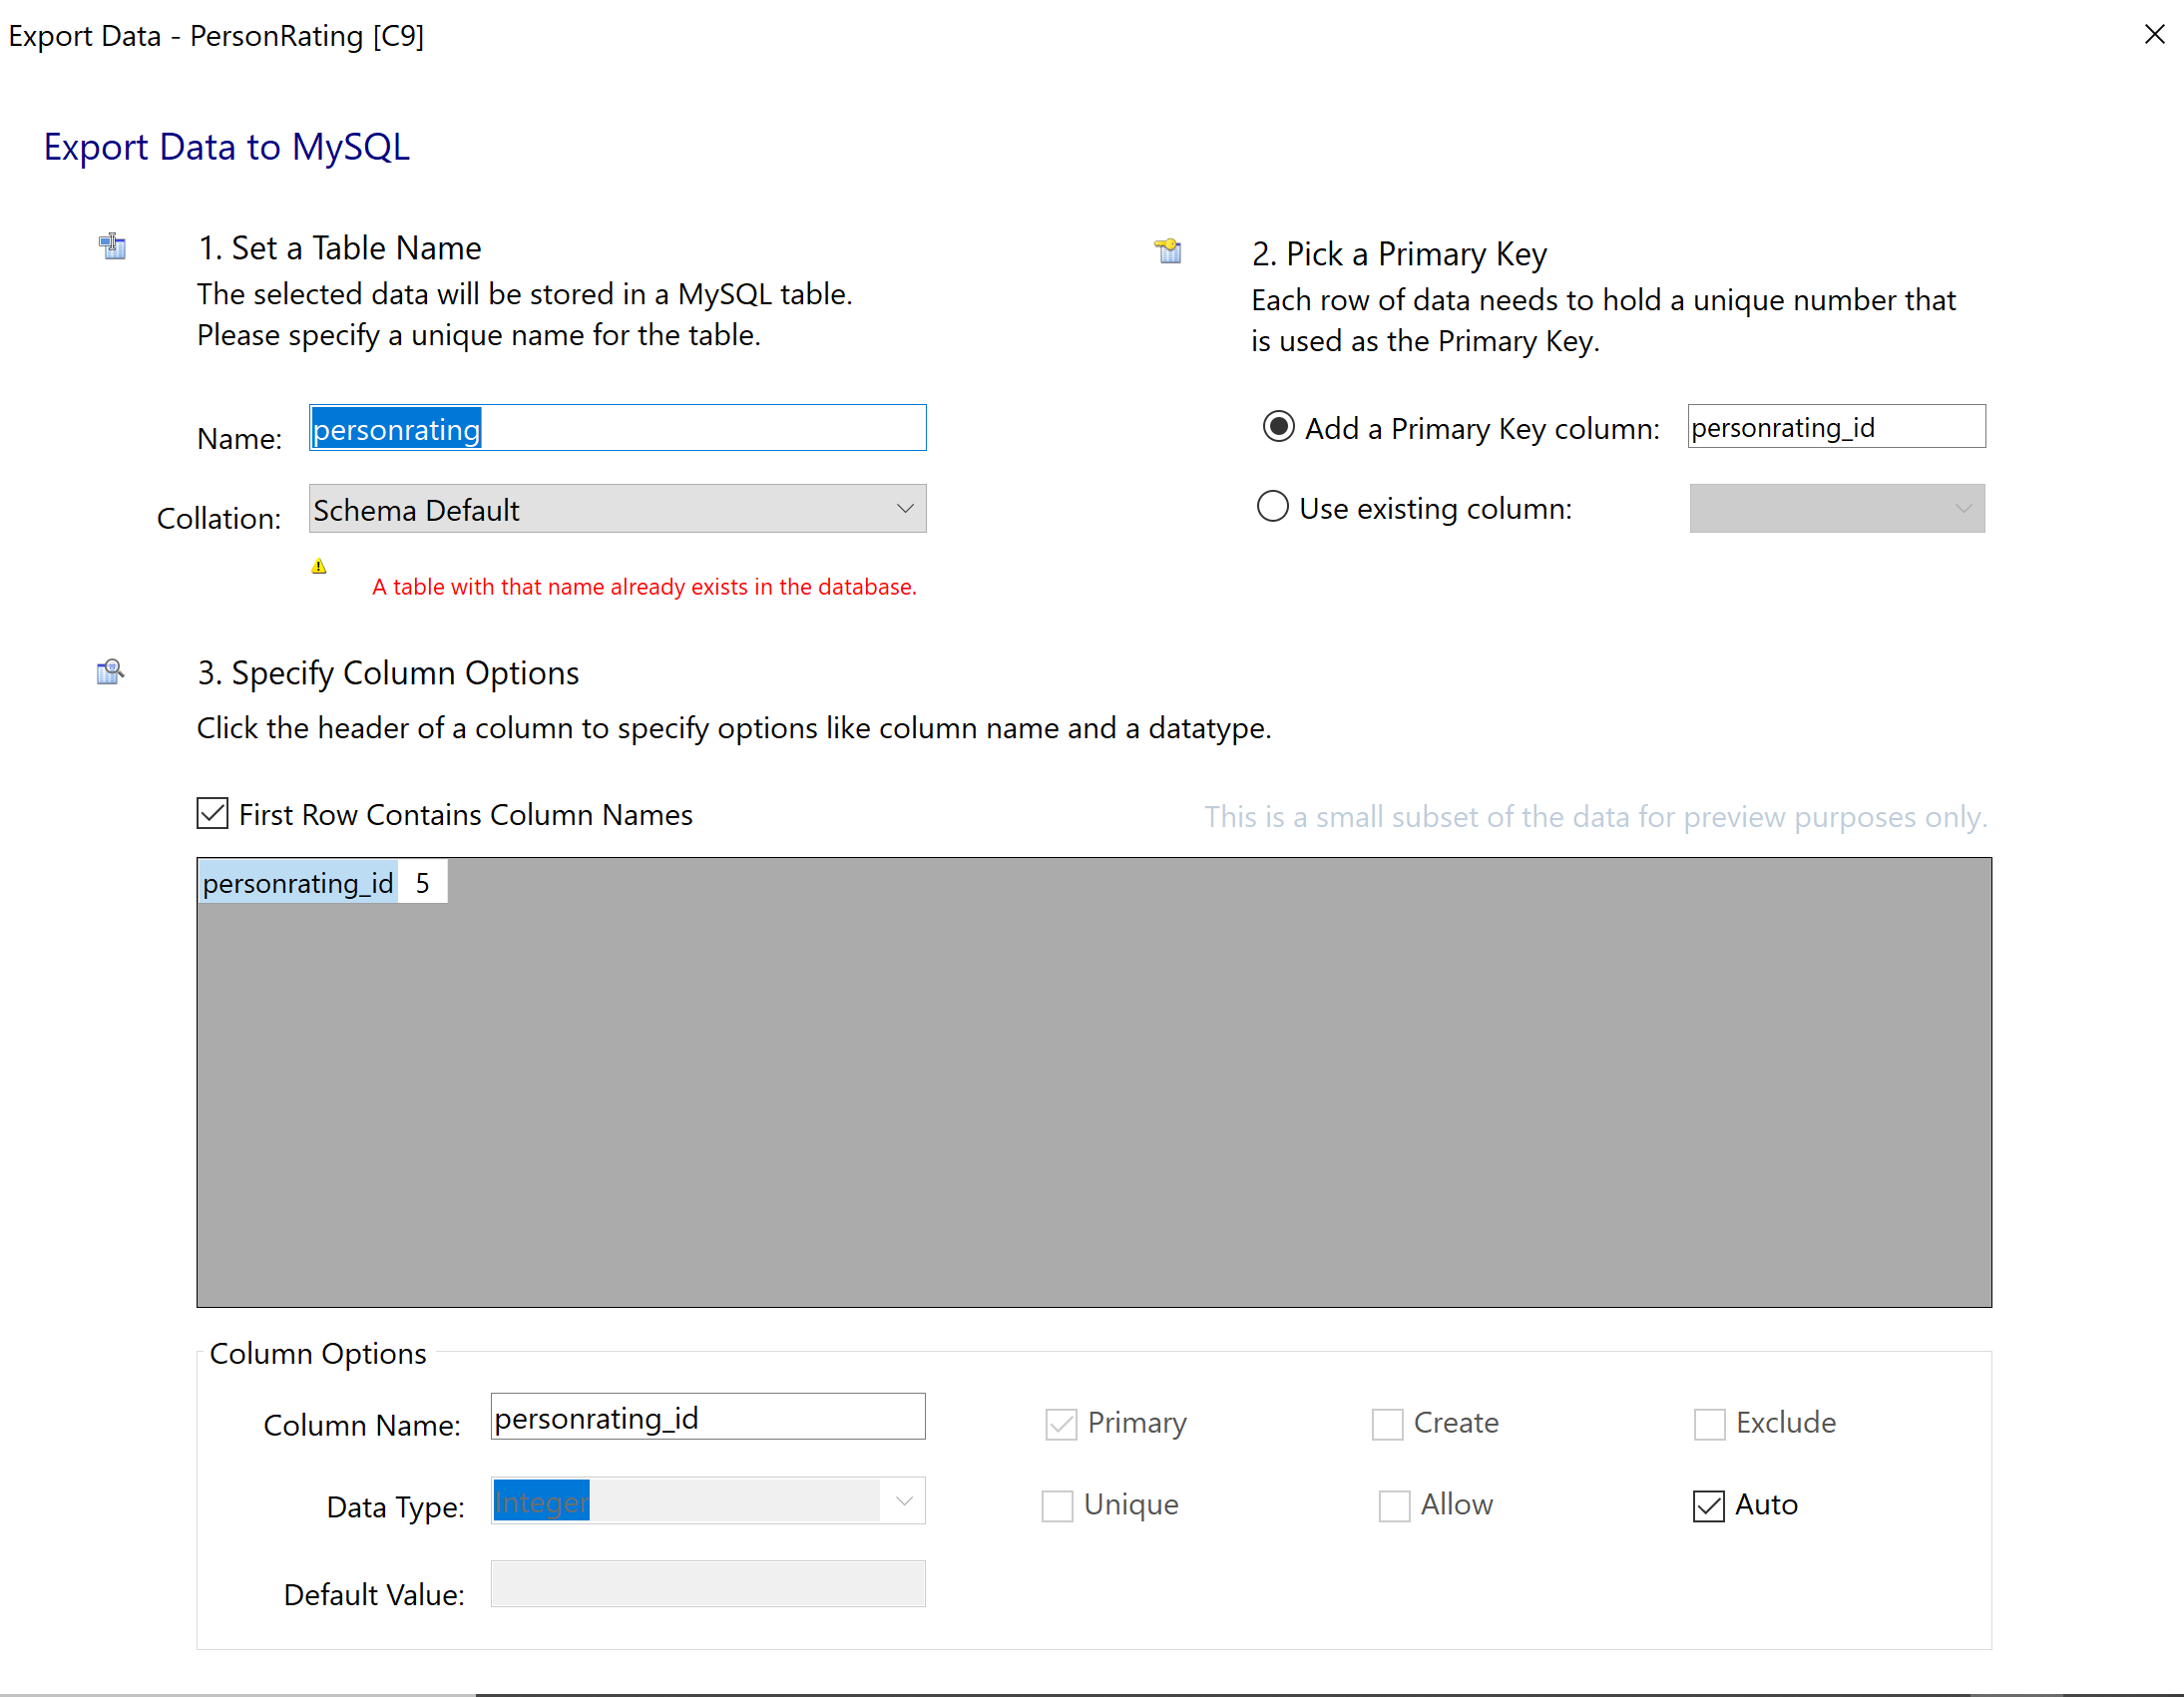 Export Data - PersonRating [C9]
Export Data to MySQL
1. Set a Table Name
The selected data will be stored in a MySQL table.
Please specify a unique name for the table.
Name: personrating
Collation: Schema Default
A table with that name already exists in the database.
2. Pick a Primary Key
Each row of data needs to hold a unique number that
is used as the Primary Key.
Add a Primary Key column: personrating_id
Use existing column:
3. Specify Column Options
Click the header of a column to specify options like column name and a datatype.
First Row Contains Column Names
This is a small subset of the data for preview purposes only.
personrating_id 5
Column Options
Column Name: personrating_id
Primary Create Exclude
Data Type: Integer
Unique Allow Auto
Default Value: